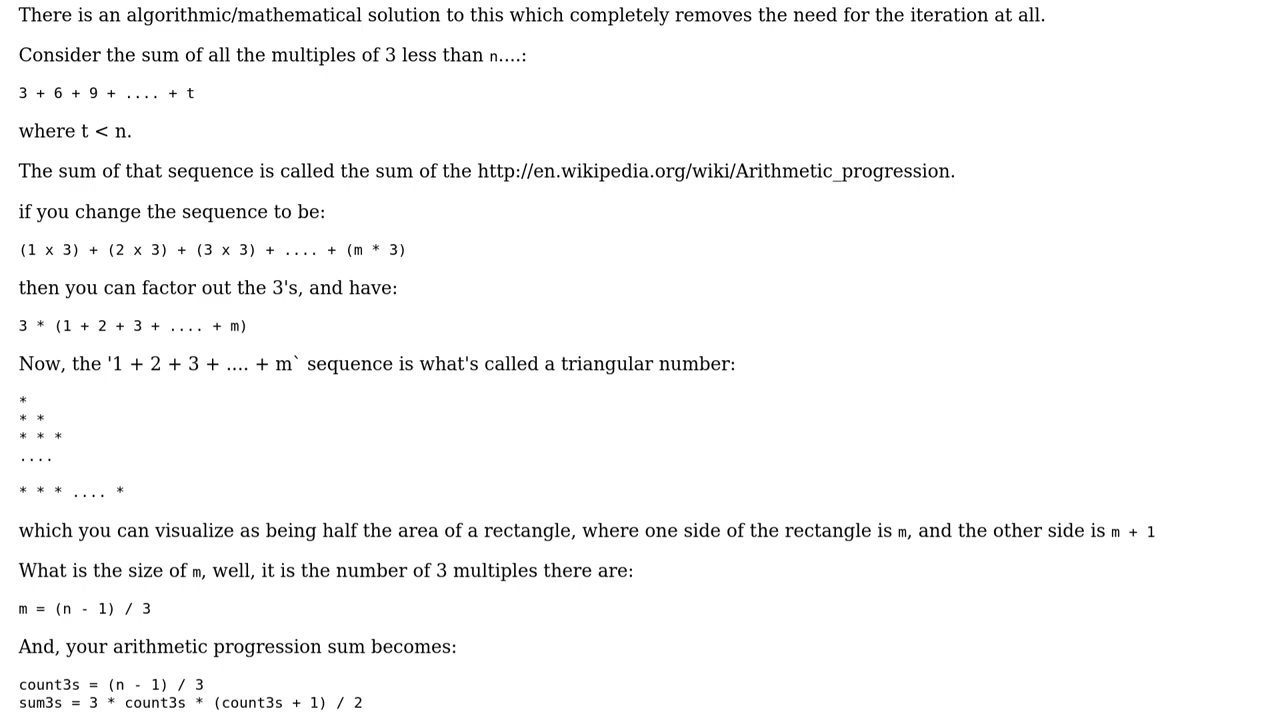 There is an algorithmic/mathematical solution to this which completely removes the need for the iteration at all.
Consider the sum of all the multiples of 3 less than n....:
3 + 6 + 9 + .... + t
where t < n.
The sum of that sequence is called the sum of the http://en.wikipedia.org/wiki/Arithmetic_progression.
if you change the sequence to be:
(1 x 3) + (2 x 3) + (3 x 3) + .... + (m * 3)
then you can factor out the 3's, and have:
3 * (1 + 2 + 3 + .... + m)
Now, the '1 + 2 + 3 + .... + m` sequence is what's called a triangular number:
*
* *
* * *
....
* * * .... *
which you can visualize as being half the area of a rectangle, where one side of the rectangle is m, and the other side is m + 1
What is the size of m, well, it is the number of 3 multiples there are:
m = (n - 1) / 3
And, your arithmetic progression sum becomes:
count3s = (n - 1) / 3
sum3s = 3 * count3s * (count3s + 1) / 2